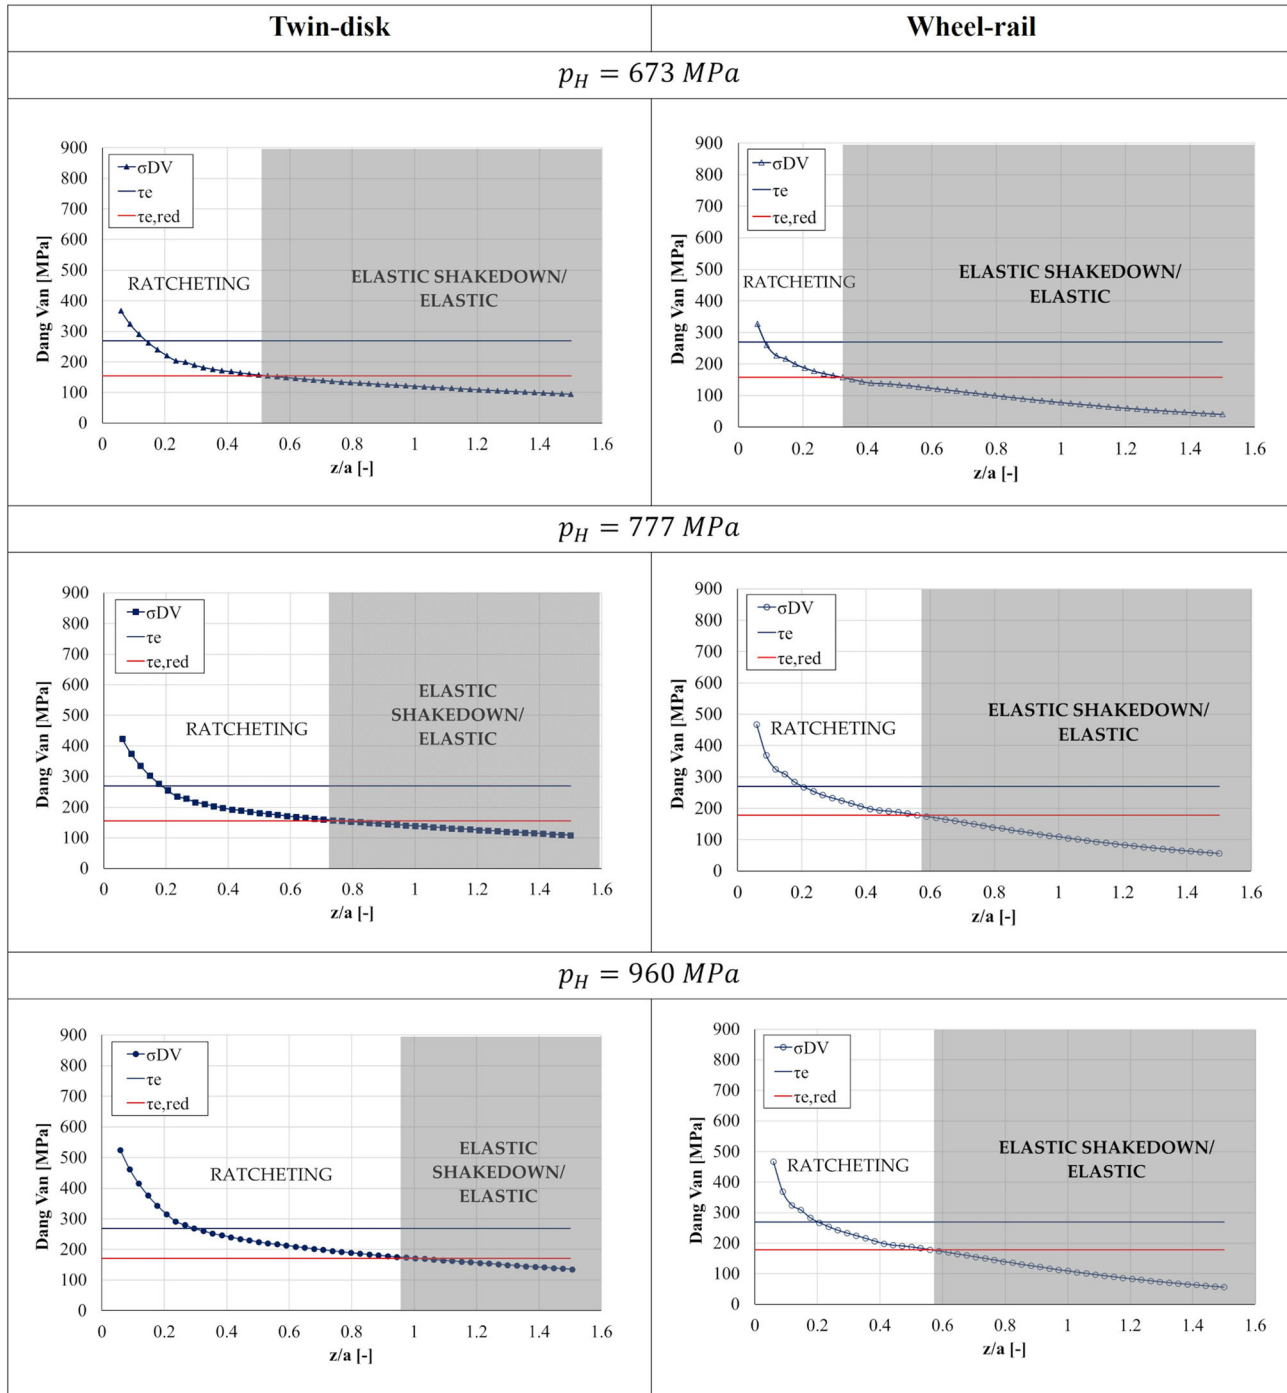 Twin-disk
Wheel-rail
p_H = 673 MPa
900
800
700
600
500
400
300
200
100
0
Dang Van [MPa]
σDV
τe
τe,red
RATCHETING
ELASTIC SHAKEDOWN/
ELASTIC
0 0.2 0.4 0.6 0.8 1 1.2 1.4 1.6
z/a [-]
900
800
700
600
500
400
300
200
100
0
Dang Van [MPa]
σDV
τe
τe,red
RATCHETING
ELASTIC SHAKEDOWN/
ELASTIC
0 0.2 0.4 0.6 0.8 1 1.2 1.4 1.6
z/a [-]
p_H = 777 MPa
900
800
700
600
500
400
300
200
100
0
Dang Van [MPa]
σDV
τe
τe,red
RATCHETING
ELASTIC
SHAKEDOWN/
ELASTIC
0 0.2 0.4 0.6 0.8 1 1.2 1.4 1.6
z/a [-]
900
800
700
600
500
400
300
200
100
0
Dang Van [MPa]
σDV
τe
τe,red
RATCHETING
ELASTIC SHAKEDOWN/
ELASTIC
0 0.2 0.4 0.6 0.8 1 1.2 1.4 1.6
z/a [-]
p_H = 960 MPa
900
800
700
600
500
400
300
200
100
0
Dang Van [MPa]
σDV
τe
τe,red
RATCHETING
ELASTIC
SHAKEDOWN/
ELASTIC
0 0.2 0.4 0.6 0.8 1 1.2 1.4 1.6
z/a [-]
900
800
700
600
500
400
300
200
100
0
Dang Van [MPa]
σDV
τe
τe,red
RATCHETING
ELASTIC SHAKEDOWN/
ELASTIC
0 0.2 0.4 0.6 0.8 1 1.2 1.4 1.6
z/a [-]